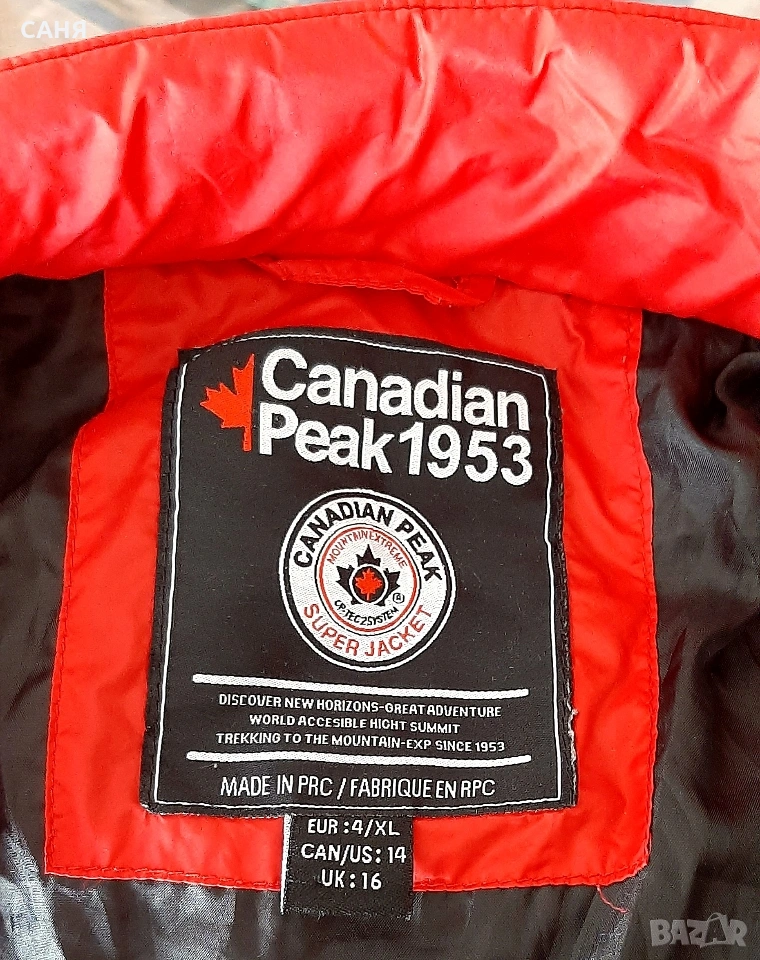 САНЯ
Canadian
Peak 1953
CANADIAN PEAK
MOUNTAIN EXTREME
CP-TEC2SYSTEM ®
SUPER JACKET
DISCOVER NEW HORIZONS-GREAT ADVENTURE
WORLD ACCESIBLE HIGHT SUMMIT
TREKKING TO THE MOUNTAIN-EXP SINCE 1953
MADE IN PRC / FABRIQUE EN RPC
EUR : 4/XL
CAN/US : 14
UK : 16
BAZAR